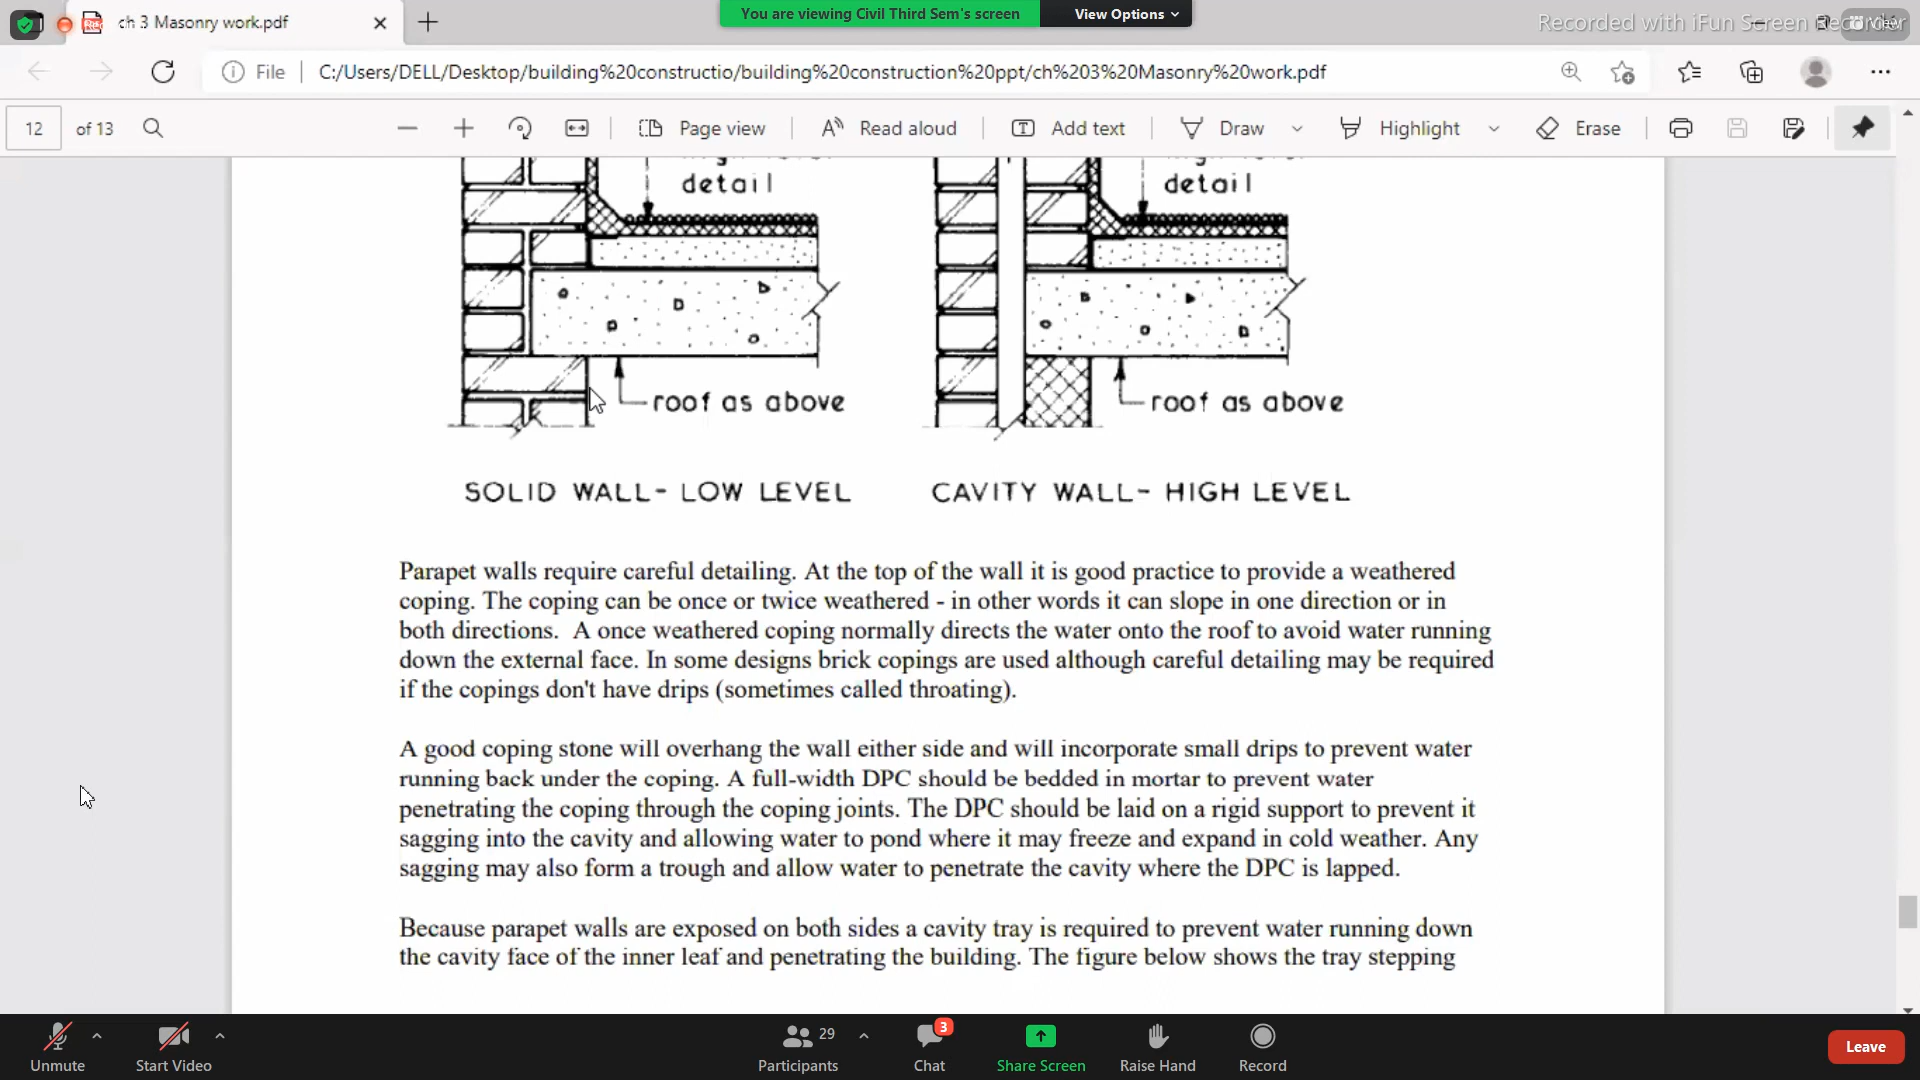 ch 3 Masonry work.pdf
You are viewing Civil Third Sem's screen
View Options
Recorded with iFun Screen
View
File
C:/Users/DELL/Desktop/building%20constructio/building%20construction%20ppt/ch%203%20Masonry%20work.pdf
12 of 13
Page view
Read aloud
Add text
Draw
Highlight
Erase
detail
detail
roof as above
roof as above
SOLID WALL- LOW LEVEL
CAVITY WALL- HIGH LEVEL
Parapet walls require careful detailing. At the top of the wall it is good practice to provide a weathered
coping. The coping can be once or twice weathered - in other words it can slope in one direction or in
both directions. A once weathered coping normally directs the water onto the roof to avoid water running
down the external face. In some designs brick copings are used although careful detailing may be required
if the copings don't have drips (sometimes called throating).
A good coping stone will overhang the wall either side and will incorporate small drips to prevent water
running back under the coping. A full-width DPC should be bedded in mortar to prevent water
penetrating the coping through the coping joints. The DPC should be laid on a rigid support to prevent it
sagging into the cavity and allowing water to pond where it may freeze and expand in cold weather. Any
sagging may also form a trough and allow water to penetrate the cavity where the DPC is lapped.
Because parapet walls are exposed on both sides a cavity tray is required to prevent water running down
the cavity face of the inner leaf and penetrating the building. The figure below shows the tray stepping
Unmute
Start Video
29
Participants
3
Chat
Share Screen
Raise Hand
Record
Leave